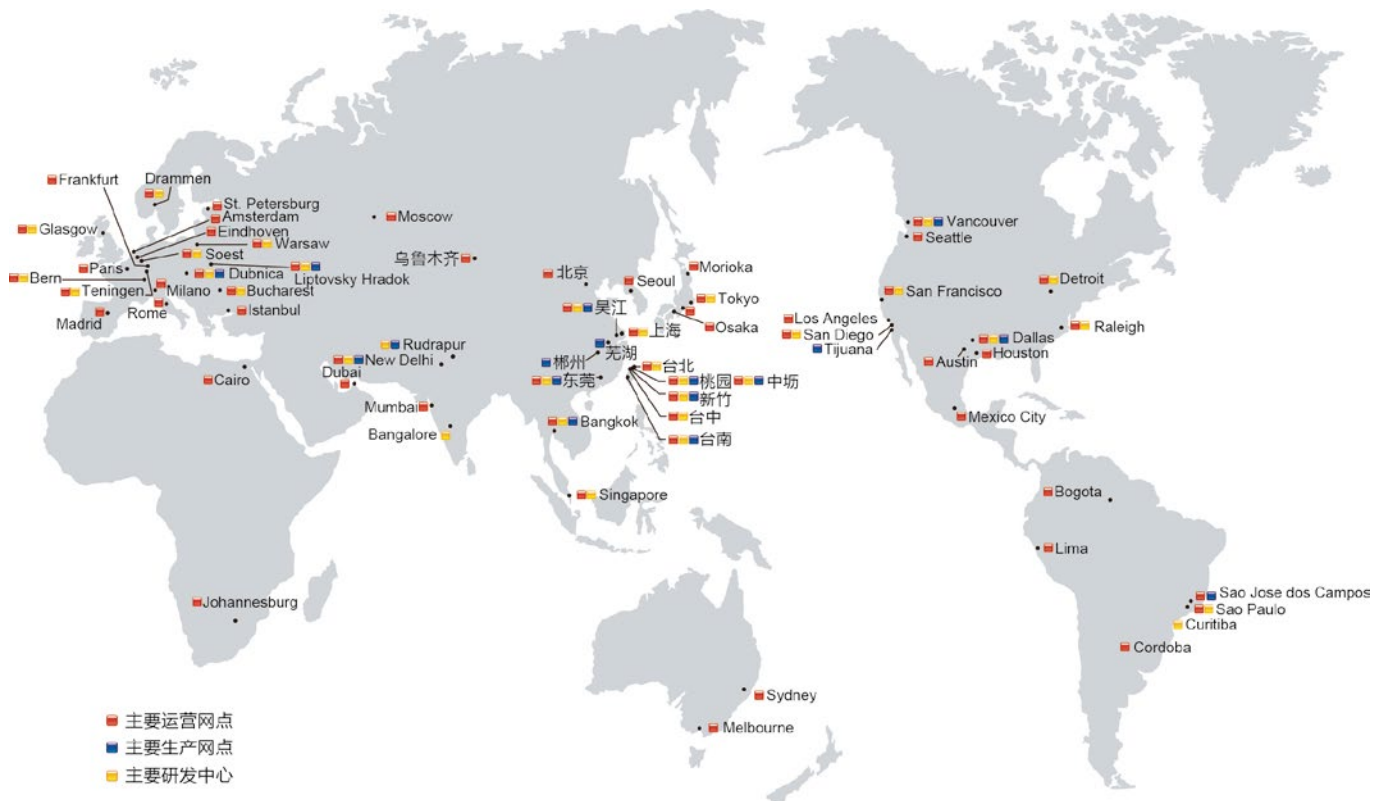 Frankfurt
Drammen
St. Petersburg
Amsterdam
Eindhoven
Moscow
Glasgow
Warsaw
Soest
Paris
Dubnica
Liptovsky Hradok
Bern
Teningen
Milano
Bucharest
Rome
Istanbul
Madrid
乌鲁木齐
北京
Seoul
Morioka
Tokyo
Osaka
吴江
上海
芜湖
郴州
东莞
台北
桃园
中坜
新竹
台中
台南
Rudrapur
New Delhi
Dubai
Cairo
Mumbai
Bangalore
Bangkok
Singapore
Johannesburg
Sydney
Melbourne
Vancouver
Seattle
San Francisco
Detroit
Los Angeles
San Diego
Tijuana
Raleigh
Dallas
Houston
Austin
Mexico City
Bogota
Lima
Sao Jose dos Campos
Sao Paulo
Curitiba
Cordoba
主要运营网点
主要生产网点
主要研发中心